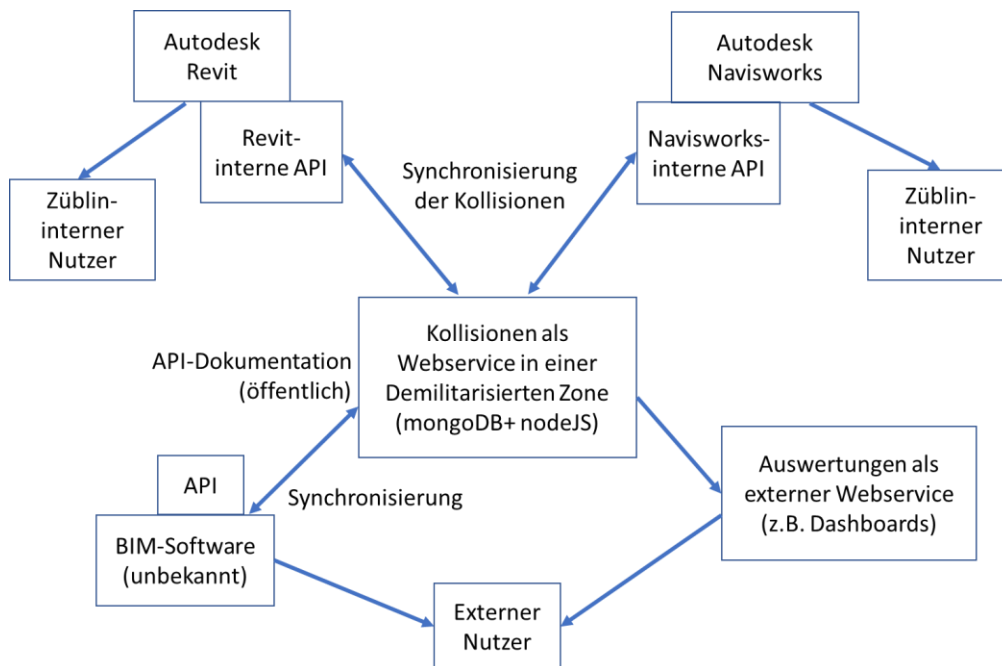 Autodesk
Revit
Autodesk
Navisworks
Revit-
interne API
Navisworks-
interne API
Synchronisierung
der Kollisionen
Züblin-
interner
Nutzer
Züblin-
interner
Nutzer
Kollisionen als
Webservice in einer
Demilitarisierten Zone
(mongoDB+ nodeJS)
API-Dokumentation
(öffentlich)
API
Synchronisierung
BIM-Software
(unbekannt)
Auswertungen als
externer Webservice
(z.B. Dashboards)
Externer
Nutzer